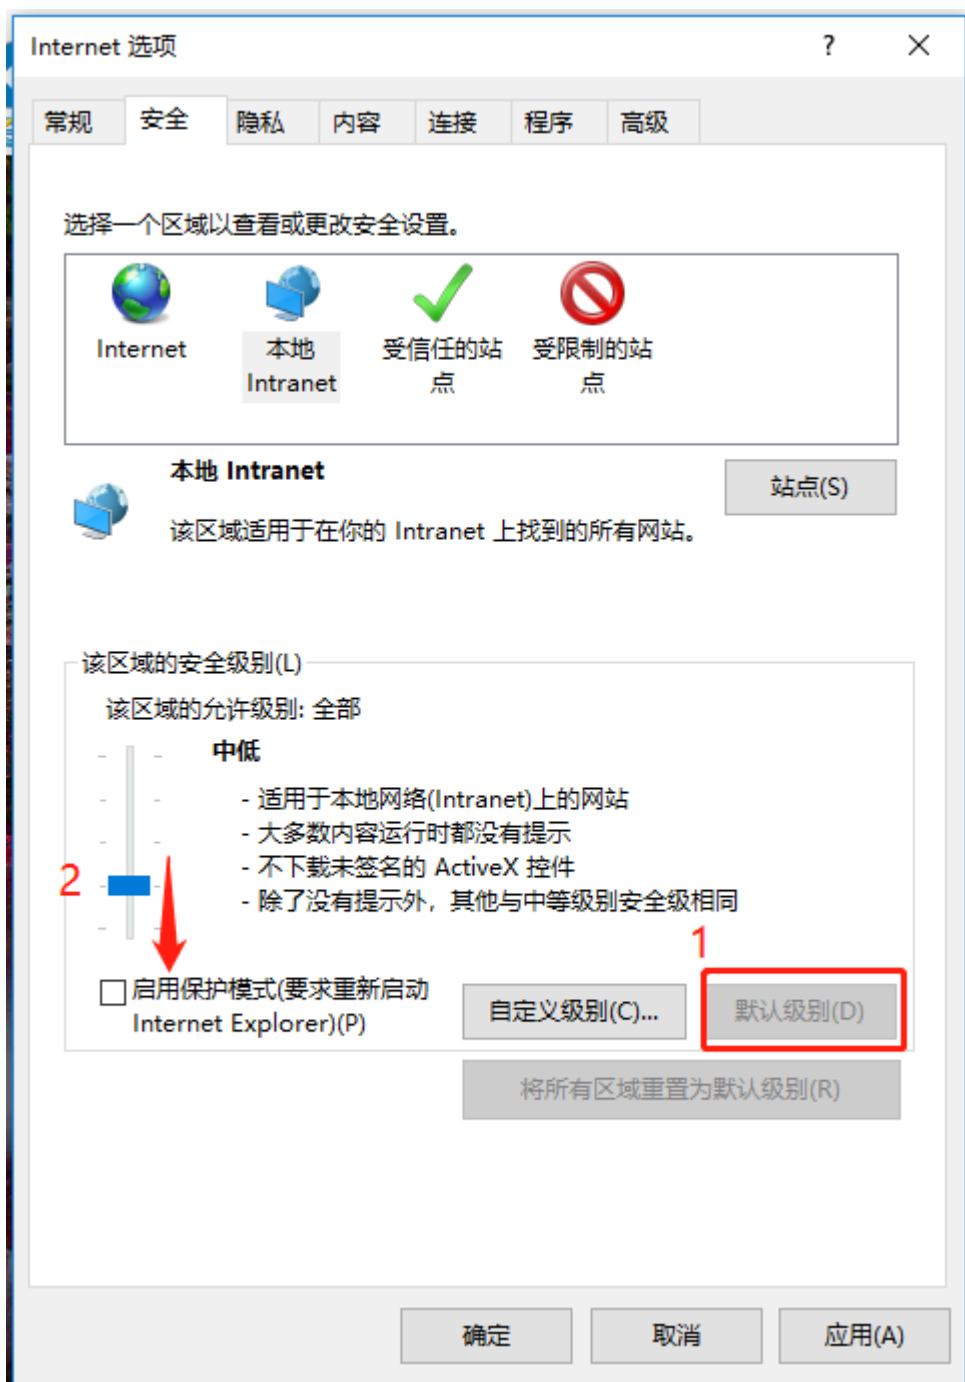 Internet 选项
?
常规 安全 隐私 内容 连接 程序 高级
选择一个区域以查看或更改安全设置。
Internet
本地
Intranet
受信任的站
点
受限制的站
点
本地 Intranet
站点(S)
该区域适用于在你的 Intranet 上找到的所有网站。
该区域的安全级别(L)
该区域的允许级别: 全部
中低
- 适用于本地网络(Intranet)上的网站
- 大多数内容运行时都没有提示
- 不下载未签名的 ActiveX 控件
- 除了没有提示外，其他与中等级别安全级相同
2
1
启用保护模式(要求重新启动
Internet Explorer)(P)
自定义级别(C)...
默认级别(D)
将所有区域重置为默认级别(R)
确定 取消 应用(A)